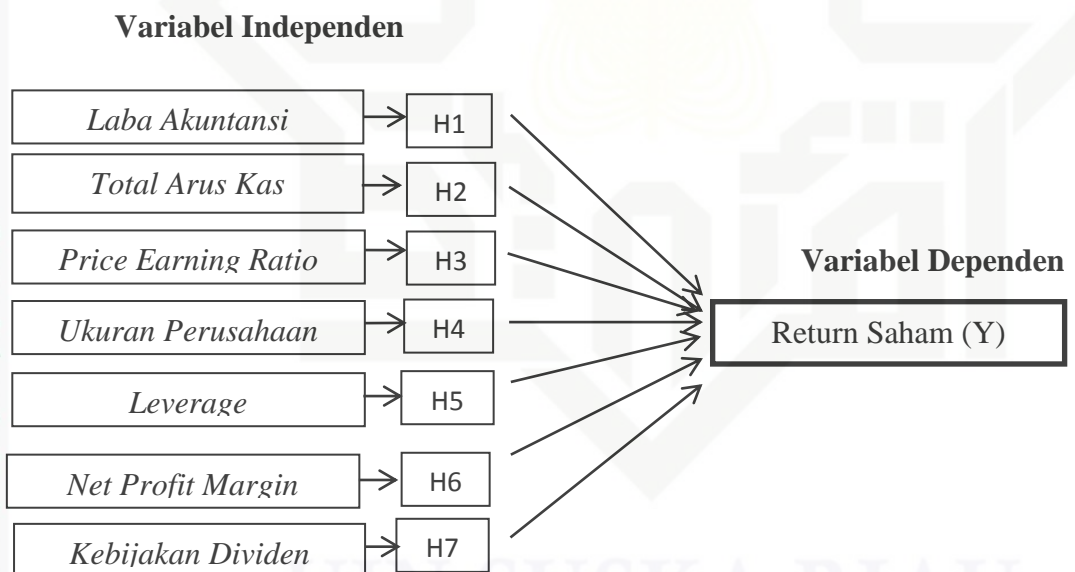 Variabel Independen
Laba Akuntansi
H1
Total Arus Kas
H2
Price Earning Ratio
H3
Variabel Dependen
Ukuran Perusahaan
H4
Return Saham (Y)
Leverage
H5
Net Profit Margin
H6
Kebijakan Dividen
H7